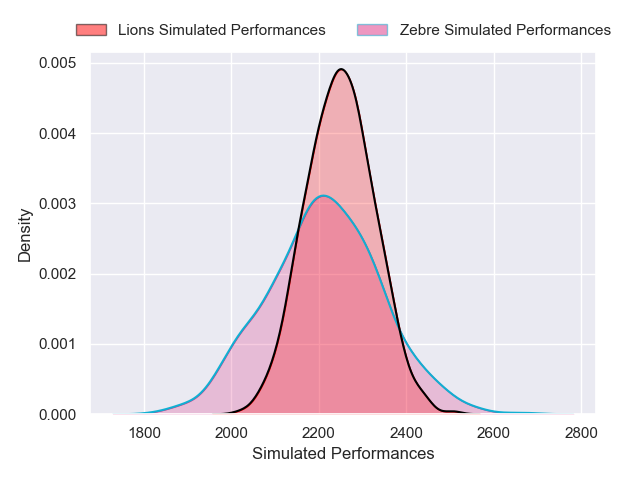 Lions Simulated Performances Zebre Simulated Performances
0.005
0.004
0.003
0.002
0.001
0.000
Density
1800 2000 2200 2400 2600 2800
Simulated Performances